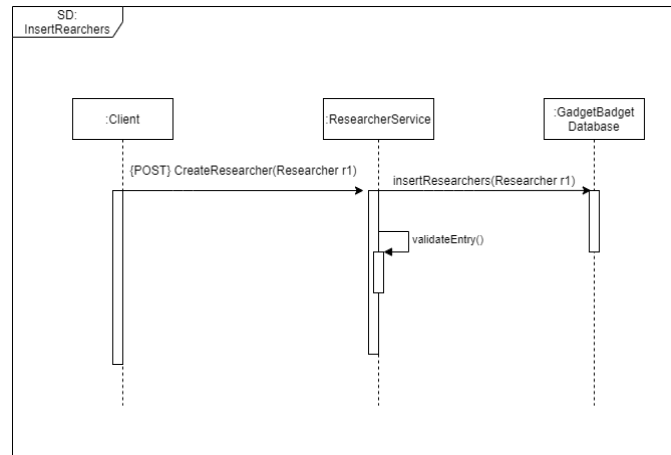 SD:
InsertRearchers
:Client
:ResearcherService
:GadgetBadget
Database
{POST} CreateResearcher(Researcher r1)
insertResearchers(Researcher r1)
validateEntry()